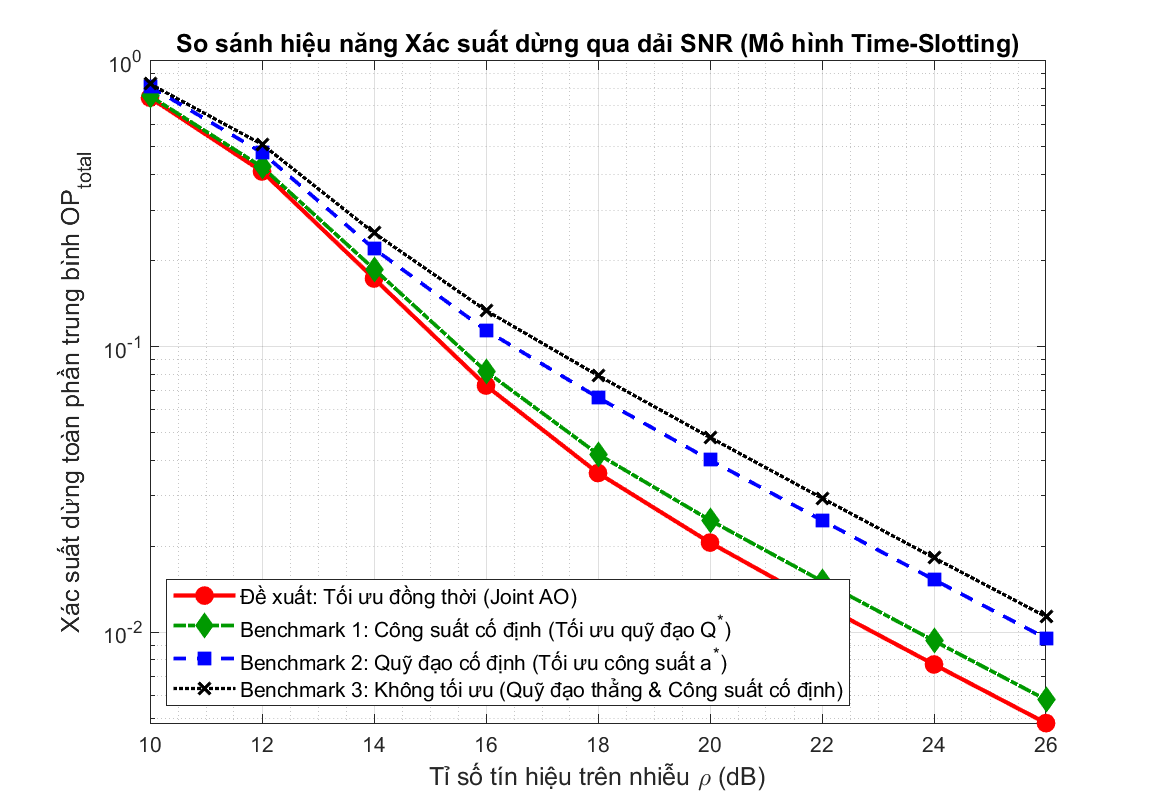 So sánh hiệu năng Xác suất dừng qua dải SNR (Mô hình Time-Slotting)
Xác suất dừng toàn phần trung bình OP_total
10^0
10^-1
10^-2
Đề xuất: Tối ưu đồng thời (Joint AO)
Benchmark 1: Công suất cố định (Tối ưu quỹ đạo Q^*)
Benchmark 2: Quỹ đạo cố định (Tối ưu công suất a^*)
Benchmark 3: Không tối ưu (Quỹ đạo thẳng & Công suất cố định)
10 12 14 16 18 20 22 24 26
Tỉ số tín hiệu trên nhiễu ρ (dB)